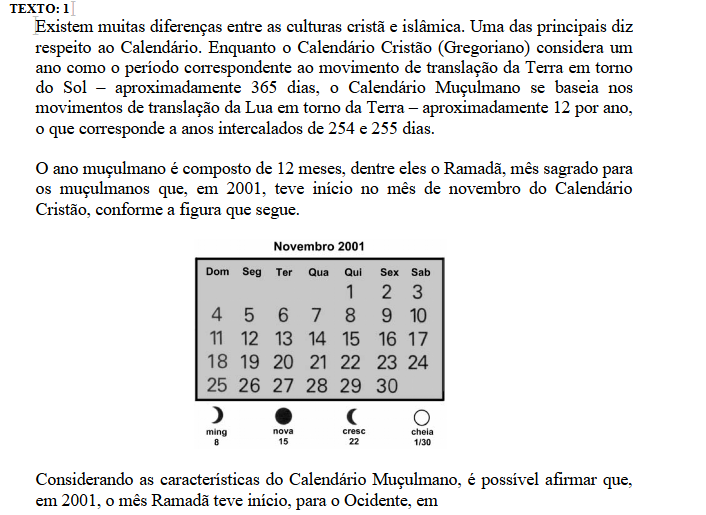 TEXTO: 1
Existem muitas diferenças entre as culturas cristã e islâmica. Uma das principais diz
respeito ao Calendário. Enquanto o Calendário Cristão (Gregoriano) considera um
ano como o período correspondente ao movimento de translação da Terra em torno
do Sol – aproximadamente 365 dias, o Calendário Muçulmano se baseia nos
movimentos de translação da Lua em torno da Terra – aproximadamente 12 por ano,
o que corresponde a anos intercalados de 254 e 255 dias.
O ano muçulmano é composto de 12 meses, dentre eles o Ramadã, mês sagrado para
os muçulmanos que, em 2001, teve início no mês de novembro do Calendário
Cristão, conforme a figura que segue.
Novembro 2001
Dom Seg Ter Qua Qui Sex Sab
1 2 3
4 5 6 7 8 9 10
11 12 13 14 15 16 17
18 19 20 21 22 23 24
25 26 27 28 29 30
ming nova cresc cheia
8 15 22 1/30
Considerando as características do Calendário Muçulmano, é possível afirmar que,
em 2001, o mês Ramadã teve início, para o Ocidente, em